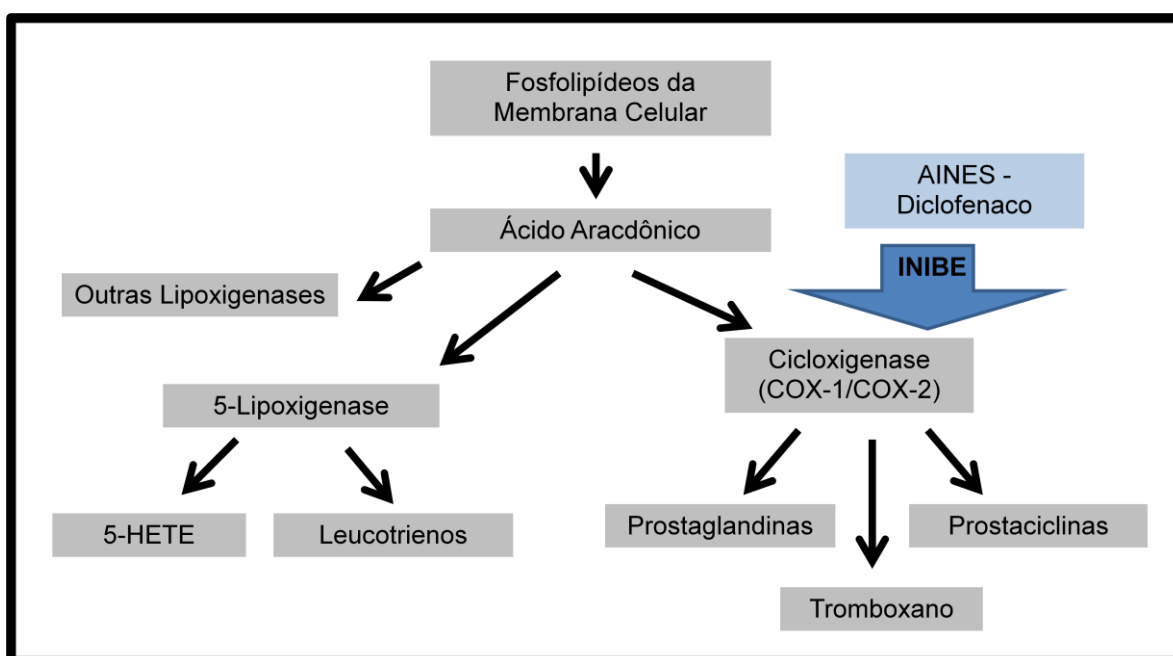 Fosfolipídeos da
Membrana Celular
AINES -
Diclofenaco
Ácido Aracdônico
INIBE
Outras Lipoxigenases
Cicloxigenase
(COX-1/COX-2)
5-Lipoxigenase
5-HETE
Leucotrienos
Prostaglandinas
Prostaciclinas
Tromboxano